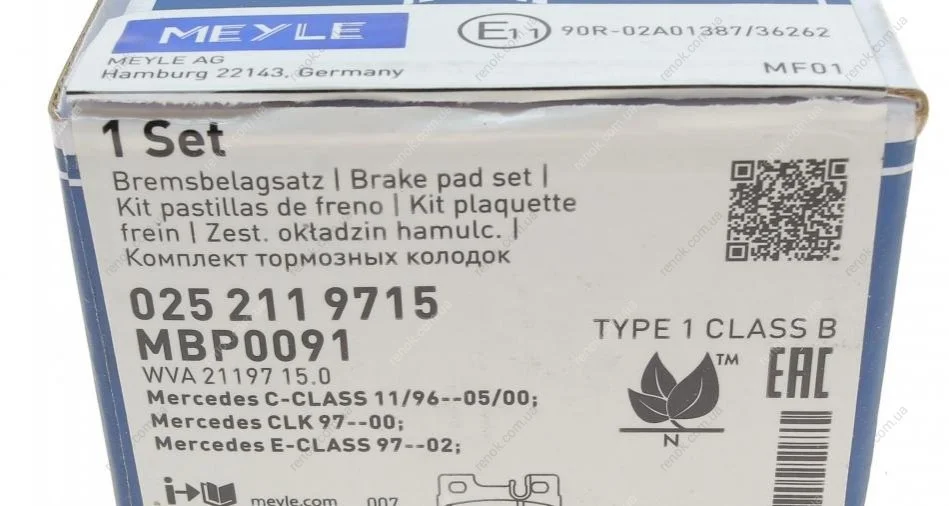 MEYLE
E11 90R-02A01387/36262
MEYLE AG
Hamburg 22143, Germany
MF01
1 Set
Bremsbelagsatz | Brake pad set |
Kit pastillas de freno | Kit plaquette
frein | Zest. okładzin hamulc. |
Комплект тормозных колодок
025 211 9715
MBP0091
WVA 21197 15.0
Mercedes C-CLASS 11/96--05/00;
Mercedes CLK 97--00;
Mercedes E-CLASS 97--02;
TYPE 1 CLASS B
TM
EAC
N
i
meyle.com
007
renok.com.ua